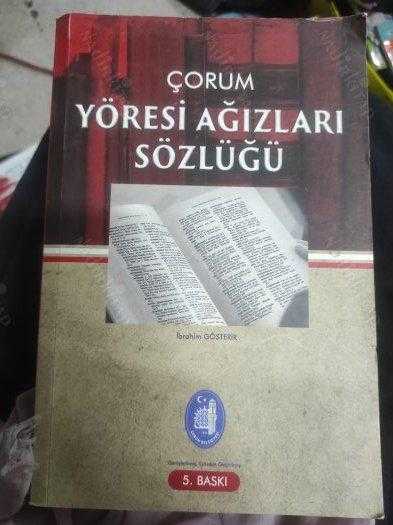 ÇORUM
YÖRESİ AĞIZLARI
SÖZLÜĞÜ
İbrahim GÖSTERİR
5. BASKI